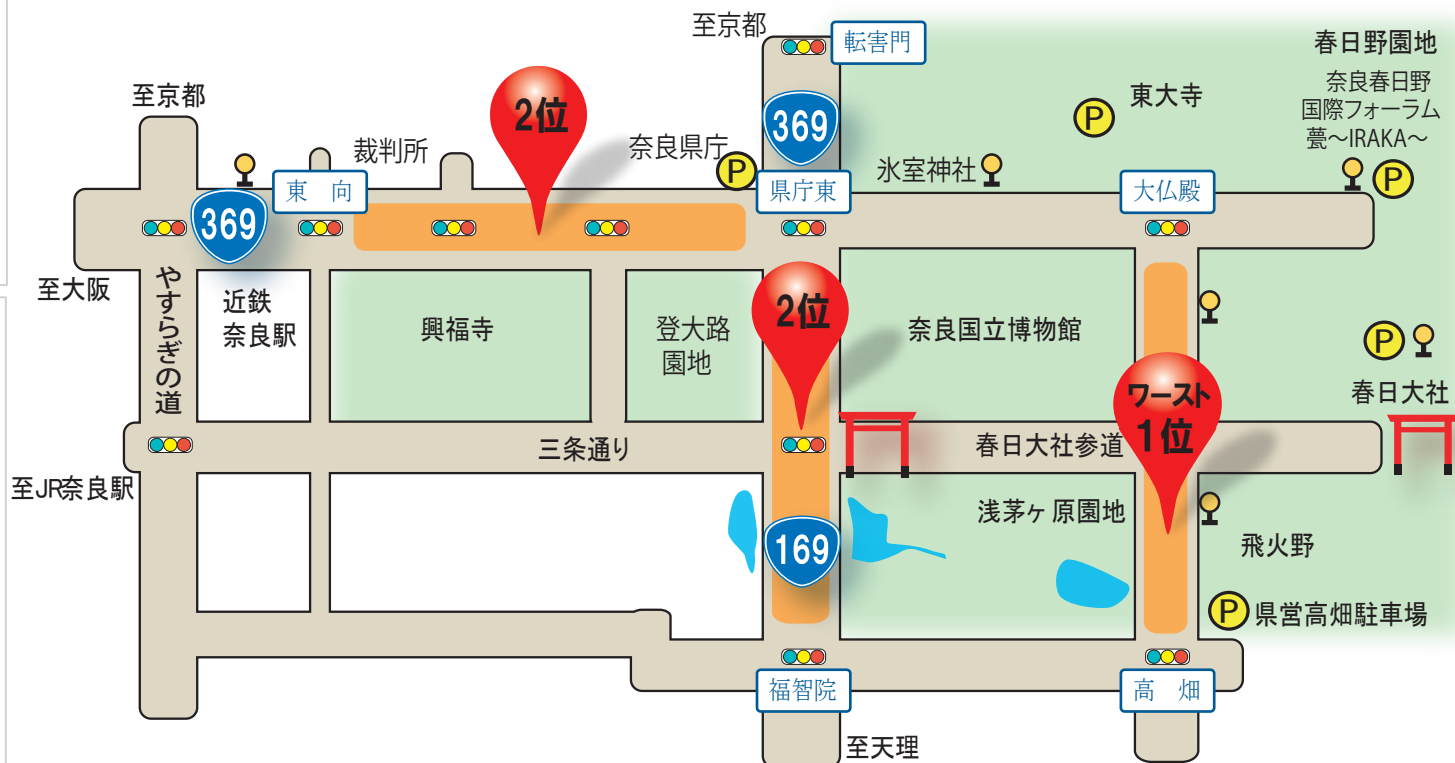 至京都
転害門
春日野園地
奈良春日野
国際フォーラム
甍～IRAKA～
至京都
2位
369
東大寺
P
裁判所
奈良県庁
P
氷室神社
P
東 向
県庁東
大仏殿
369
至大阪
やすらぎの道
近鉄
奈良駅
興福寺
登大路
園地
2位
奈良国立博物館
P
春日大社
ワースト
1位
三条通り
春日大社参道
至JR奈良駅
浅茅ヶ原園地
169
飛火野
P
県営高畑駐車場
福智院
高 畑
至天理